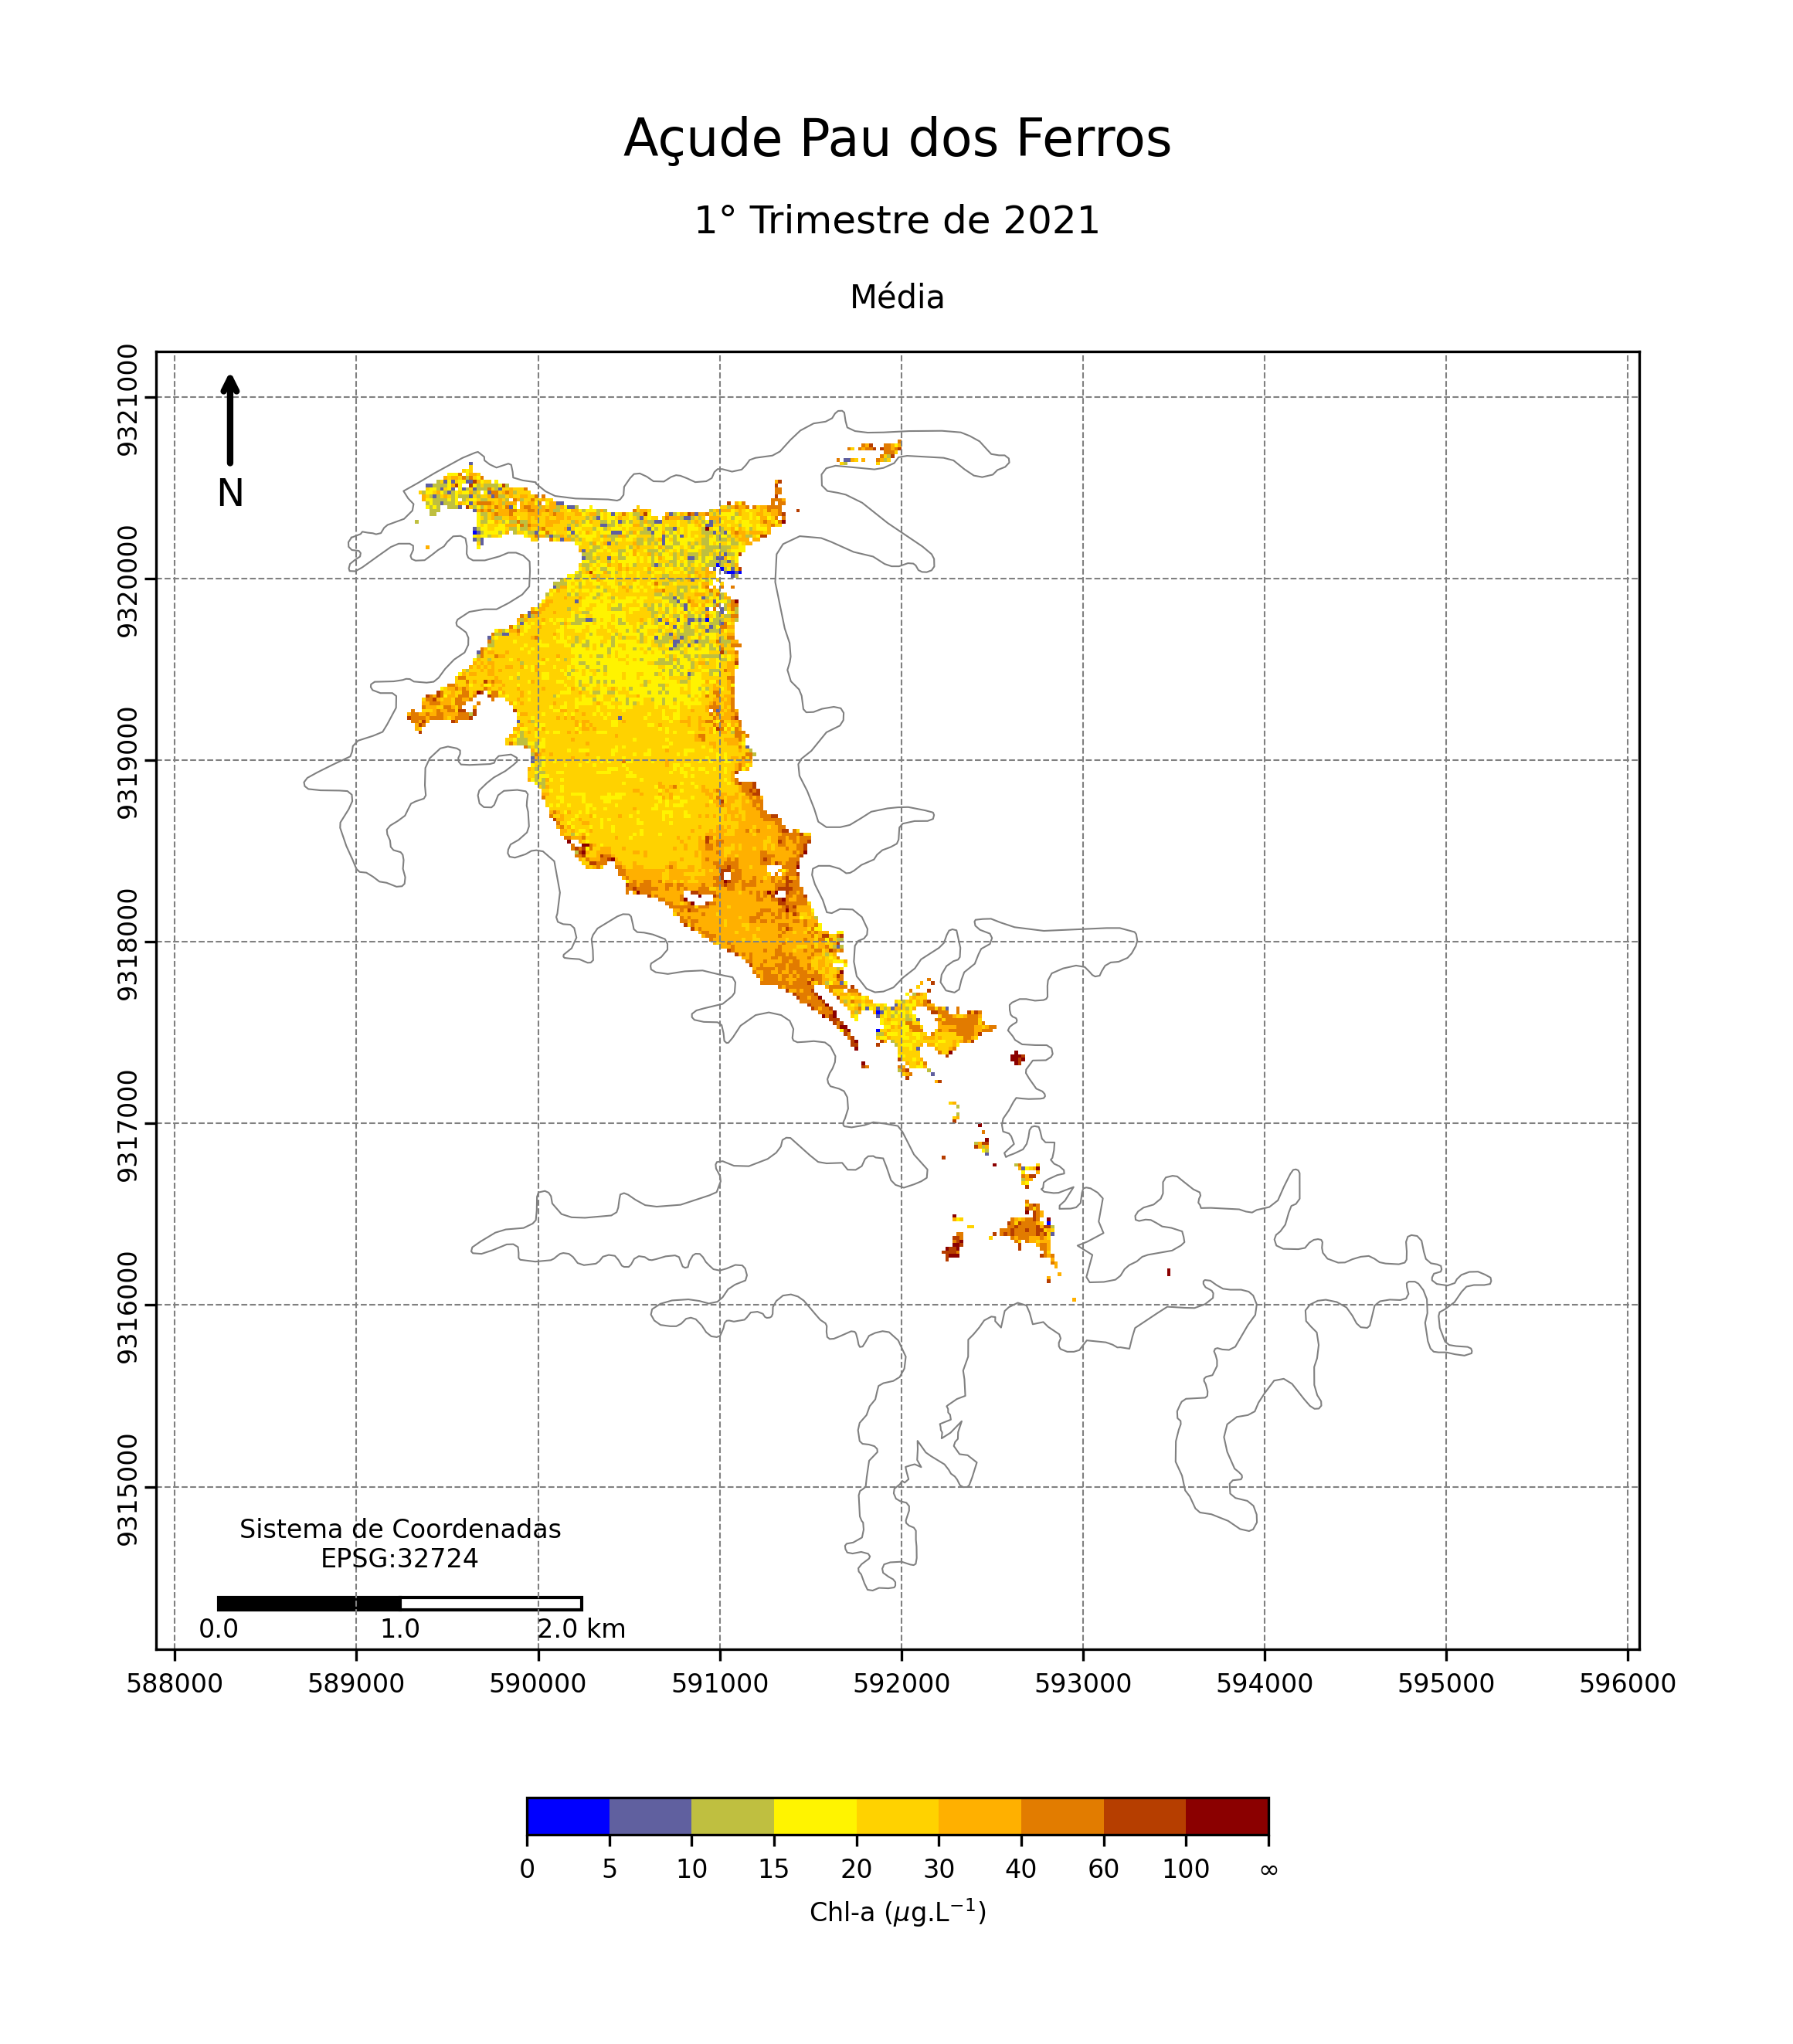 Açude Pau dos Ferros
1° Trimestre de 2021
Média
N
9321000
9320000
9319000
9318000
9317000
9316000
9315000
Sistema de Coordenadas
EPSG:32724
0.0 1.0 2.0 km
588000 589000 590000 591000 592000 593000 594000 595000 596000
0 5 10 15 20 30 40 60 100 ∞
Chl-a (μg.L⁻¹)